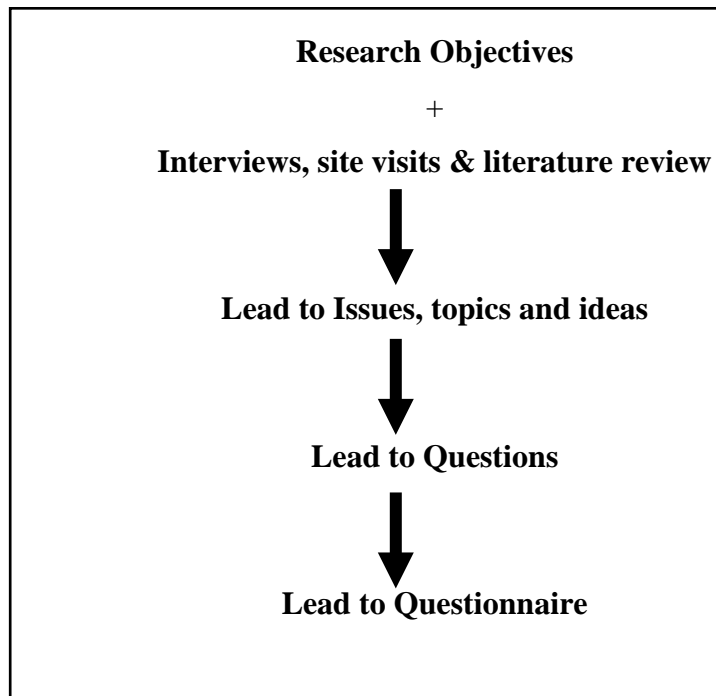 Research Objectives
+
Interviews, site visits & literature review
Lead to Issues, topics and ideas
Lead to Questions
Lead to Questionnaire